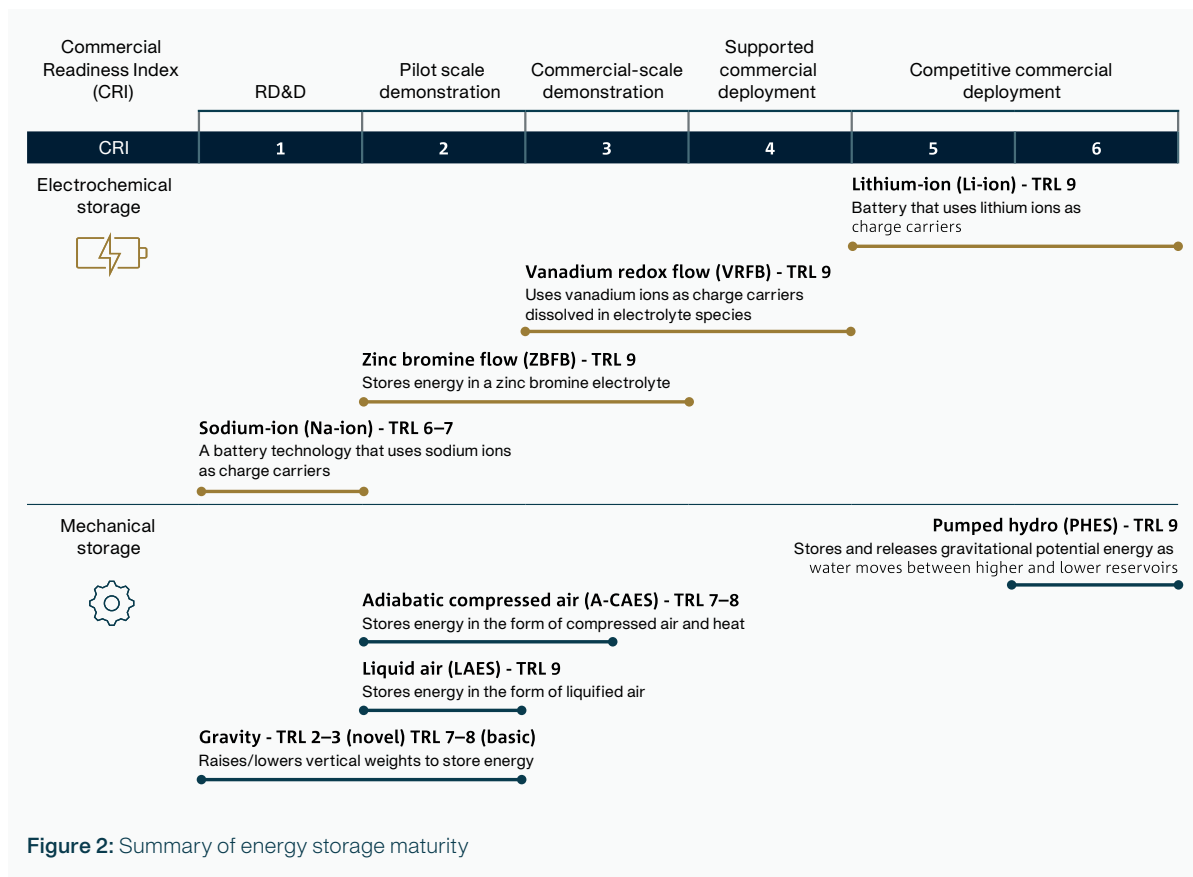 Commercial
Readiness Index
(CRI)
RD&D
Pilot scale
demonstration
Commercial-scale
demonstration
Supported
commercial
deployment
Competitive commercial
deployment
CRI
1
2
3
4
5
6
Electrochemical
storage
Lithium-ion (Li-ion) - TRL 9
Battery that uses lithium ions as
charge carriers
Vanadium redox flow (VRFB) - TRL 9
Uses vanadium ions as charge carriers
dissolved in electrolyte species
Zinc bromine flow (ZBFB) - TRL 9
Stores energy in a zinc bromine electrolyte
Sodium-ion (Na-ion) - TRL 6–7
A battery technology that uses sodium ions
as charge carriers
Mechanical
storage
Pumped hydro (PHES) - TRL 9
Stores and releases gravitational potential energy as
water moves between higher and lower reservoirs
Adiabatic compressed air (A-CAES) - TRL 7–8
Stores energy in the form of compressed air and heat
Liquid air (LAES) - TRL 9
Stores energy in the form of liquified air
Gravity - TRL 2–3 (novel) TRL 7–8 (basic)
Raises/lowers vertical weights to store energy
Figure 2: Summary of energy storage maturity